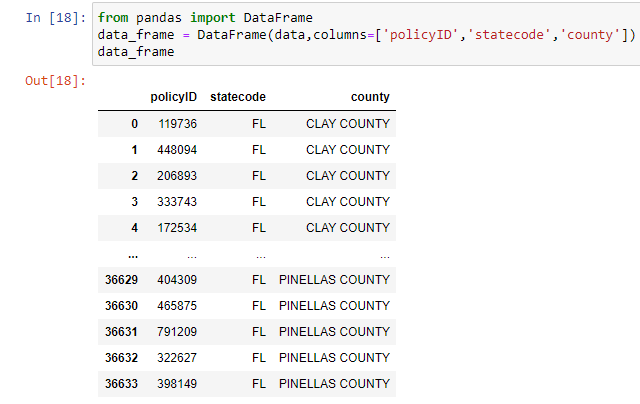 In [18]: from pandas import DataFrame
data_frame = DataFrame(data,columns=['policyID','statecode','county'])
data_frame
Out[18]:
policyID statecode county
0 119736 FL CLAY COUNTY
1 448094 FL CLAY COUNTY
2 206893 FL CLAY COUNTY
3 333743 FL CLAY COUNTY
4 172534 FL CLAY COUNTY
... ... ... ...
36629 404309 FL PINELLAS COUNTY
36630 465875 FL PINELLAS COUNTY
36631 791209 FL PINELLAS COUNTY
36632 322627 FL PINELLAS COUNTY
36633 398149 FL PINELLAS COUNTY